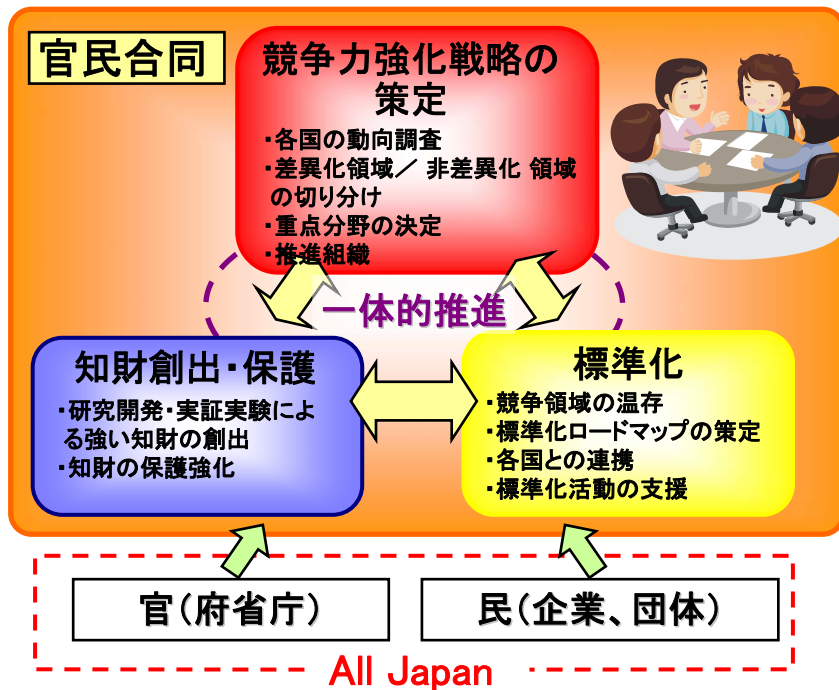 官民合同
競争力強化戦略の
策定
・各国の動向調査
・差異化領域／ 非差異化 領域
の切り分け
・重点分野の決定
・推進組織
一体的推進
知財創出・保護
・研究開発・実証実験によ
る強い知財の創出
・知財の保護強化
標準化
・競争領域の温存
・標準化ロードマップの策定
・各国との連携
・標準化活動の支援
官（府省庁）
民（企業、団体）
All Japan